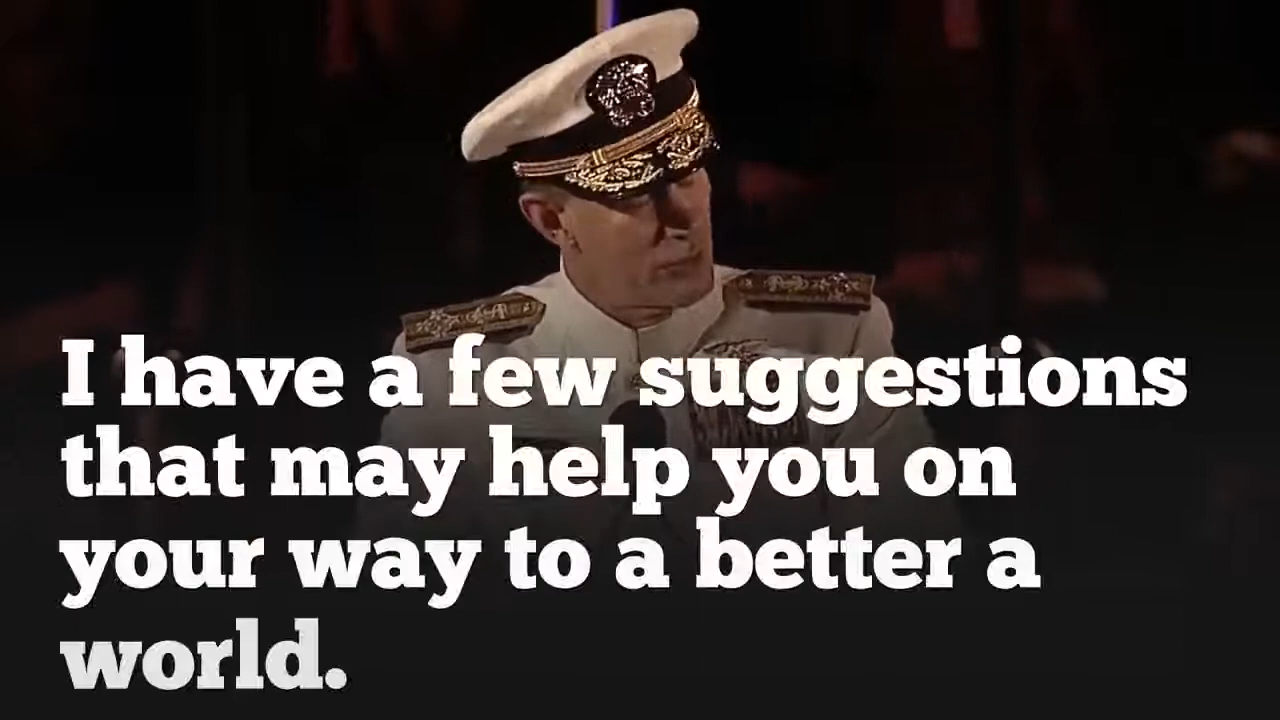 I have a few suggestions
that may help you on
your way to a better a
world.